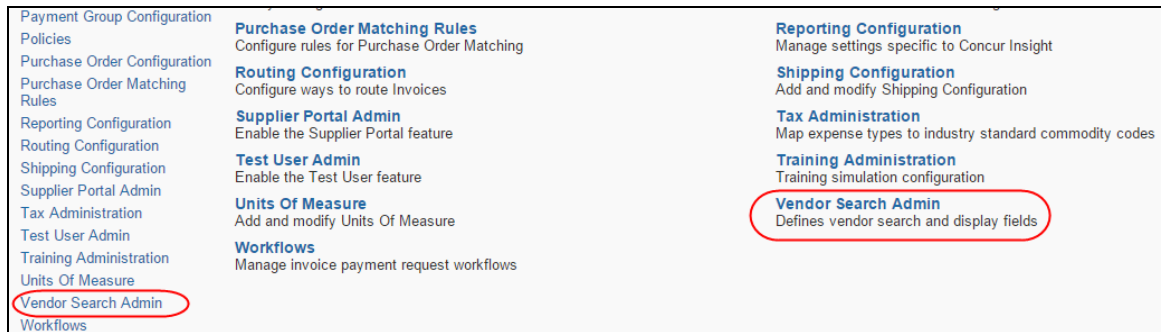 Payment Group Configuration
Policies
Purchase Order Configuration
Purchase Order Matching
Rules
Reporting Configuration
Routing Configuration
Shipping Configuration
Supplier Portal Admin
Tax Administration
Test User Admin
Training Administration
Units Of Measure
Vendor Search Admin
Workflows
Purchase Order Matching Rules
Configure rules for Purchase Order Matching
Routing Configuration
Configure ways to route Invoices
Supplier Portal Admin
Enable the Supplier Portal feature
Test User Admin
Enable the Test User feature
Units Of Measure
Add and modify Units Of Measure
Workflows
Manage invoice payment request workflows
Reporting Configuration
Manage settings specific to Concur Insight
Shipping Configuration
Add and modify Shipping Configuration
Tax Administration
Map expense types to industry standard commodity codes
Training Administration
Training simulation configuration
Vendor Search Admin
Defines vendor search and display fields